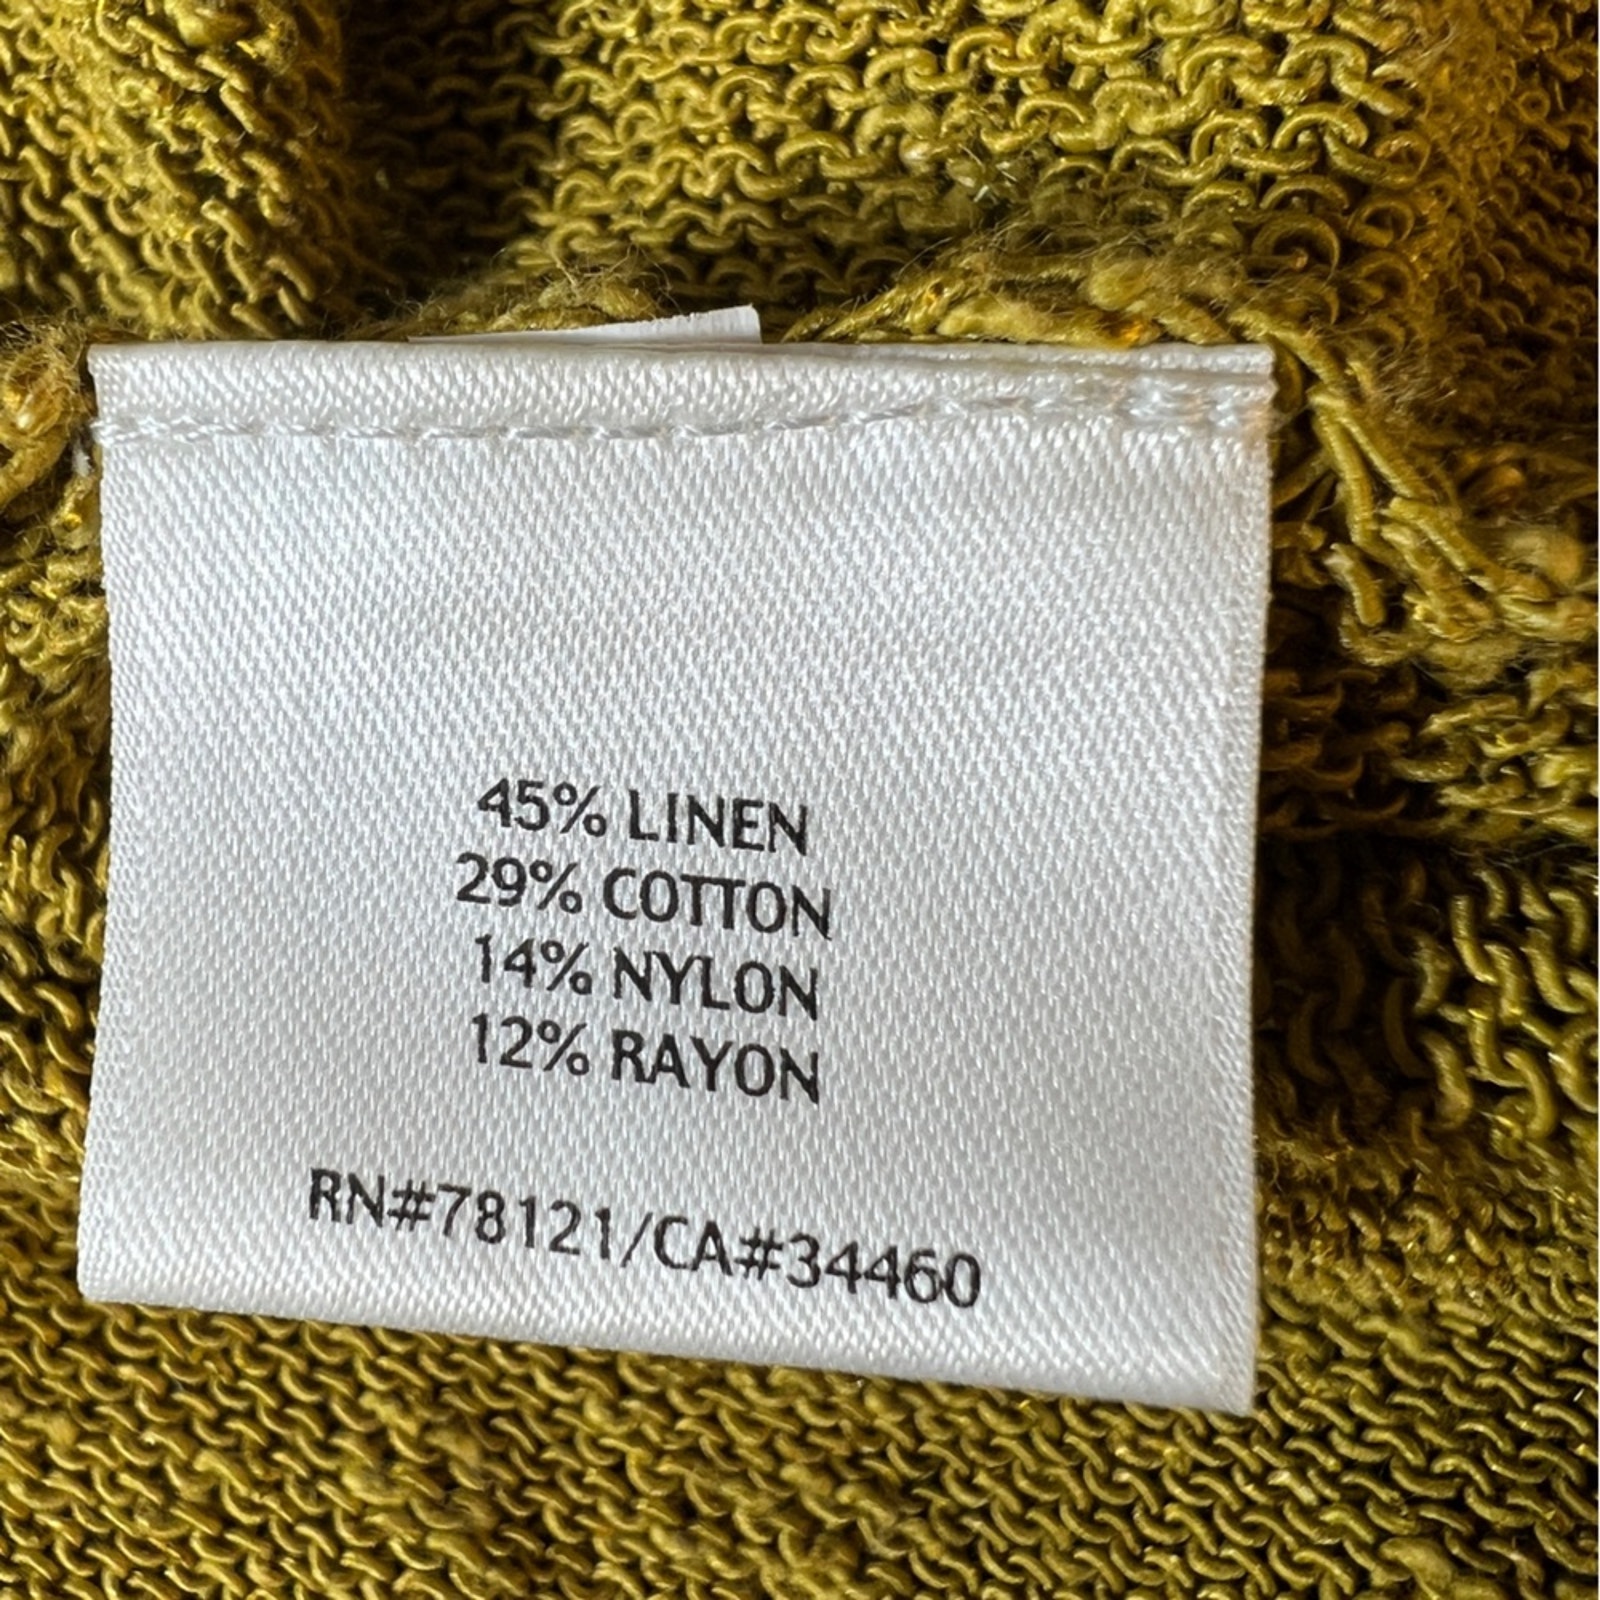 45% LINEN
29% COTTON
14% NYLON
12% RAYON
RN#78121/CA#34460